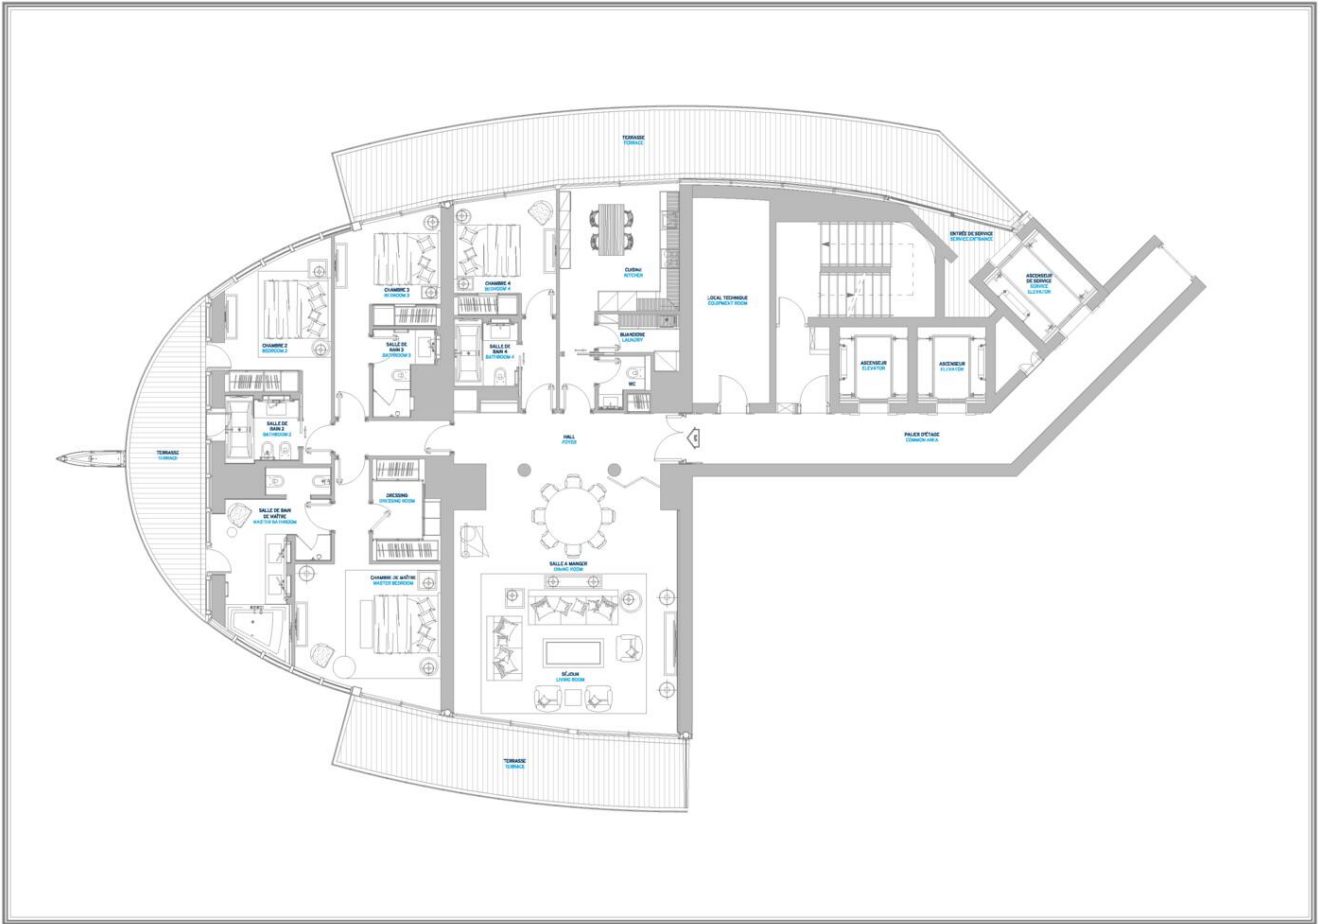 TERRASSE
TERRACE
ENTRÉE DE SERVICE
SERVICE ENTRANCE
CUISINE
KITCHEN
ASCENSEUR
DE SERVICE
SERVICE
ELEVATOR
CHAMBRE 3
BEDROOM 3
CHAMBRE 4
BEDROOM 4
LOCAL TECHNIQUE
EQUIPMENT ROOM
CHAMBRE 2
BEDROOM 2
SALLE DE
BAIN 3
BATHROOM 3
SALLE DE
BAIN 4
BATHROOM 4
BUANDERIE
LAUNDRY
WC
ASCENSEUR
ELEVATOR
ASCENSEUR
ELEVATOR
SALLE DE
BAIN 2
BATHROOM 2
HALL
FOYER
PALIER D'ÉTAGE
COMMON AREA
TERRASSE
TERRACE
DRESSING
DRESSING ROOM
SALLE DE BAIN
DE MAÎTRE
MASTER BATHROOM
CHAMBRE DE MAÎTRE
MASTER BEDROOM
SALLE A MANGER
DINING ROOM
SÉJOUR
LIVING ROOM
TERRASSE
TERRACE